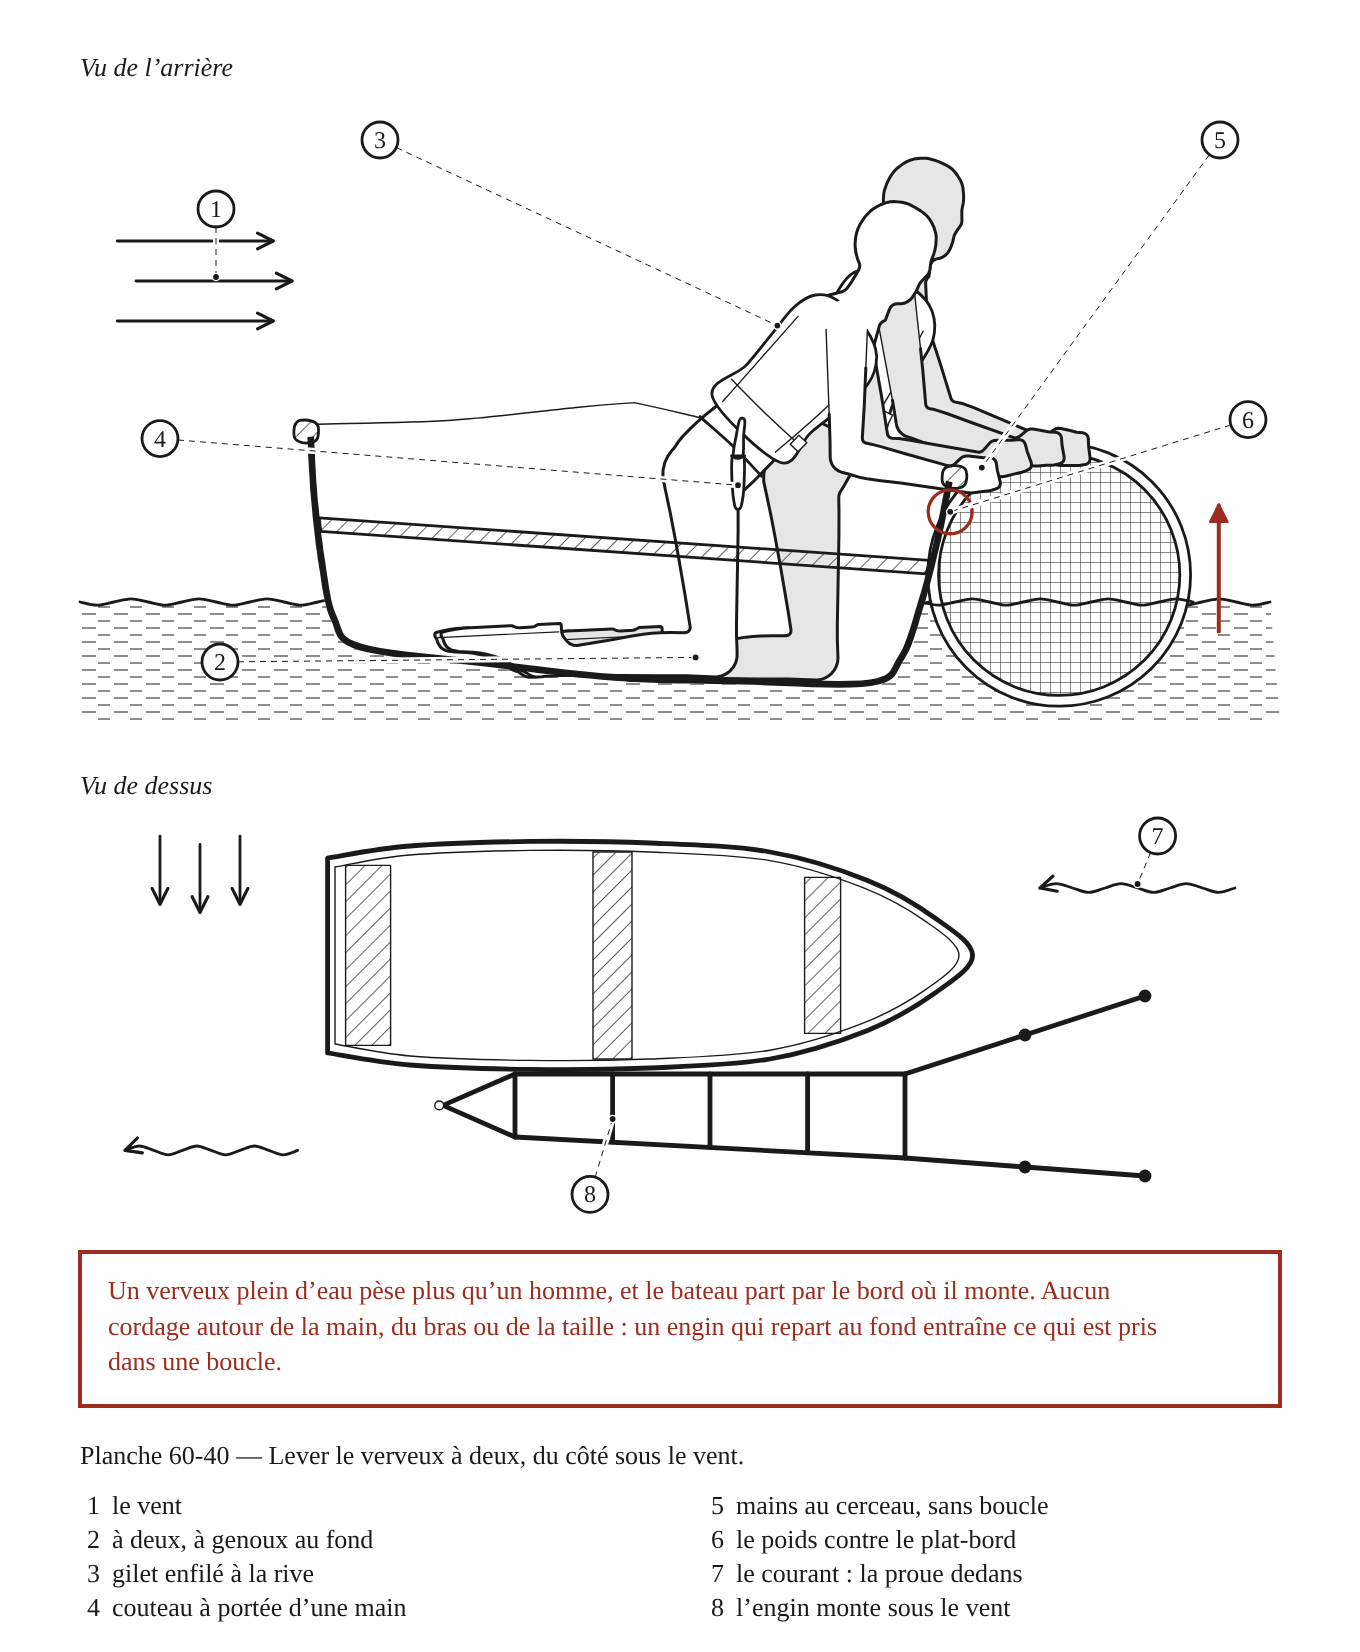 Vu de l’arrière
3
5
1
6
4
2
Vu de dessus
7
8
Un verveux plein d’eau pèse plus qu’un homme, et le bateau part par le bord où il monte. Aucun
cordage autour de la main, du bras ou de la taille : un engin qui repart au fond entraîne ce qui est pris
dans une boucle.
Planche 60-40 — Lever le verveux à deux, du côté sous le vent.
1 le vent
2 à deux, à genoux au fond
3 gilet enfilé à la rive
4 couteau à portée d’une main
5 mains au cerceau, sans boucle
6 le poids contre le plat-bord
7 le courant : la proue dedans
8 l’engin monte sous le vent